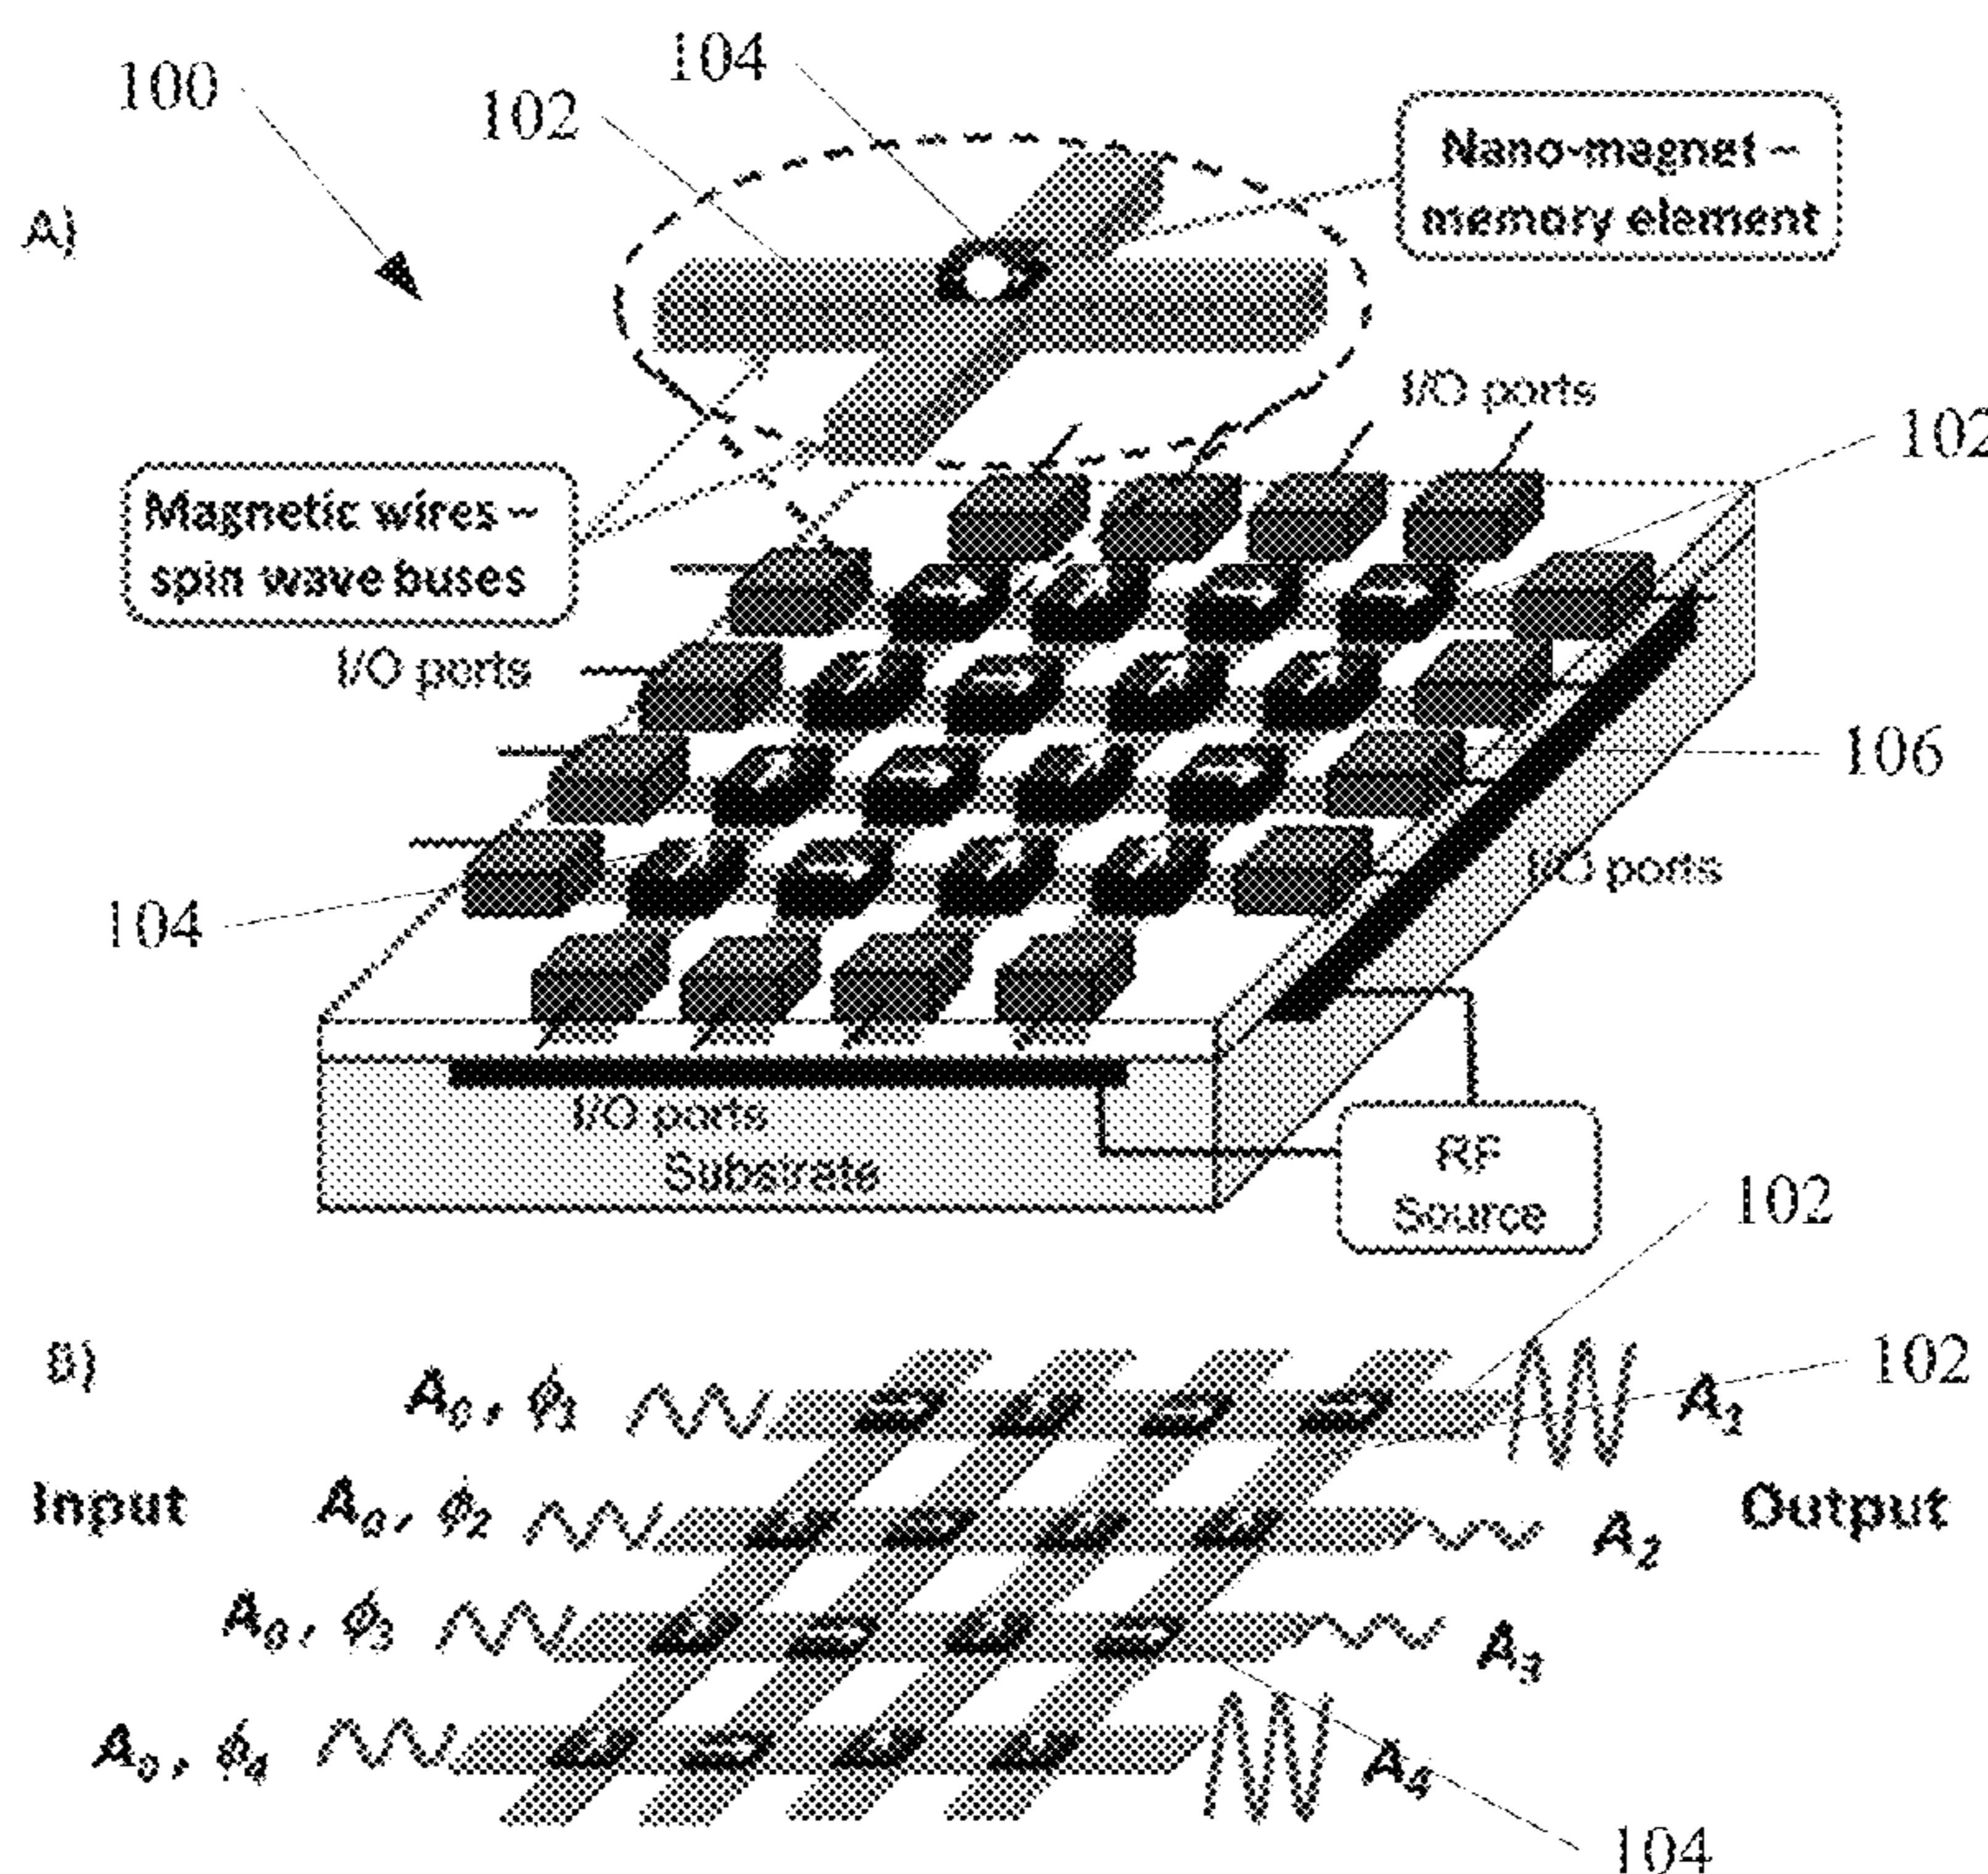 100
104
102
A)
Nano-magnet –
memory element
I/O ports
102
Magnetic wires –
spin wave buses
I/O ports
106
I/O ports
104
I/O ports
Substrate
RF
Source
102
B)
A₀, ϕ₁
A₁
102
Input
A₀, ϕ₂
A₂
Output
A₀, ϕ₃
A₃
A₀, ϕ₄
A₄
104